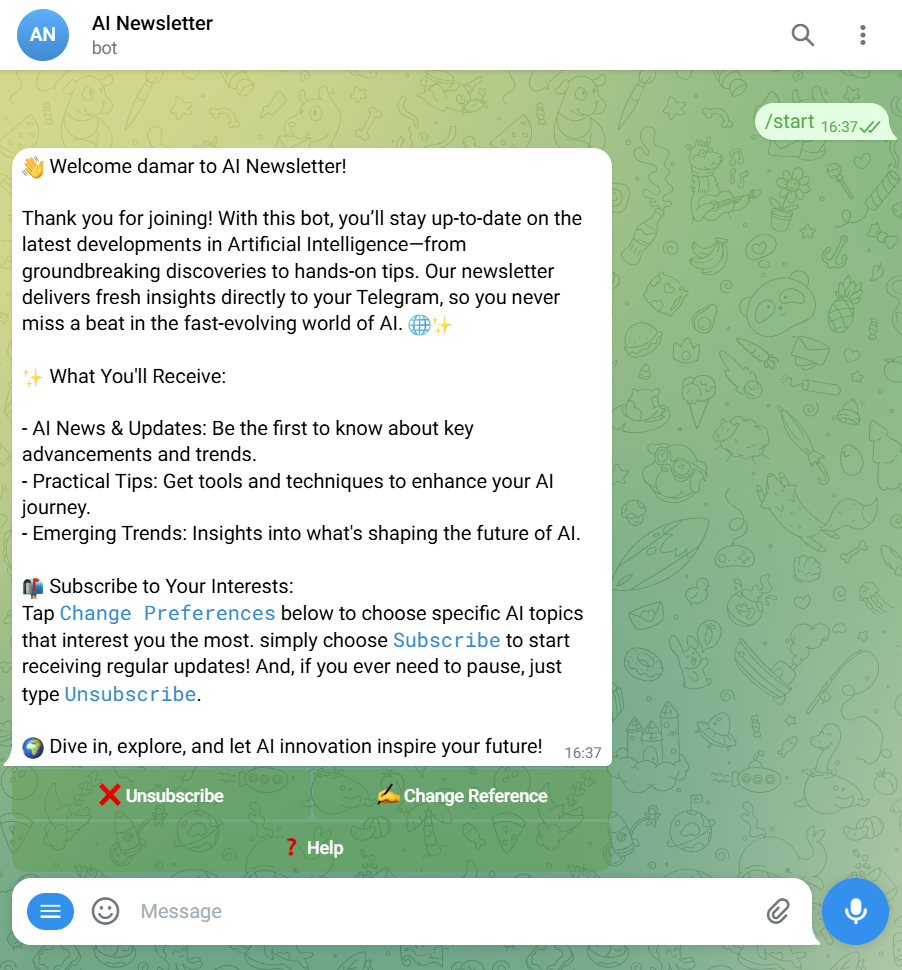 AN
AI Newsletter
bot
/start 16:37
👋 Welcome damar to AI Newsletter!
Thank you for joining! With this bot, you’ll stay up-to-date on the
latest developments in Artificial Intelligence—from
groundbreaking discoveries to hands-on tips. Our newsletter
delivers fresh insights directly to your Telegram, so you never
miss a beat in the fast-evolving world of AI. 🌐✨
✨ What You'll Receive:
- AI News & Updates: Be the first to know about key
advancements and trends.
- Practical Tips: Get tools and techniques to enhance your AI
journey.
- Emerging Trends: Insights into what's shaping the future of AI.
📬 Subscribe to Your Interests:
Tap Change Preferences below to choose specific AI topics
that interest you the most. simply choose Subscribe to start
receiving regular updates! And, if you ever need to pause, just
type Unsubscribe.
🌍 Dive in, explore, and let AI innovation inspire your future! 16:37
❌ Unsubscribe
✍️ Change Reference
❓ Help
Message